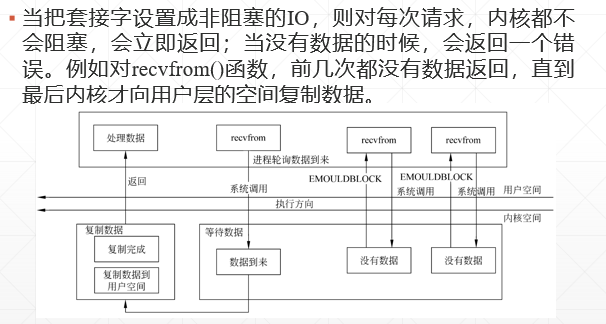 当把套接字设置成非阻塞的IO，则对每次请求，内核都不
会阻塞，会立即返回；当没有数据的时候，会返回一个错
误。例如对recvfrom()函数，前几次都没有数据返回，直到
最后内核才向用户层的空间复制数据。
处理数据
recvfrom
recvfrom
recvfrom
进程轮询数据到来
返回
系统调用
EMOULDBLOCK
系统调用
EMOULDBLOCK
系统调用
用户空间
执行方向
内核空间
复制数据
复制完成
复制数据到
用户空间
等待数据
数据到来
没有数据
没有数据